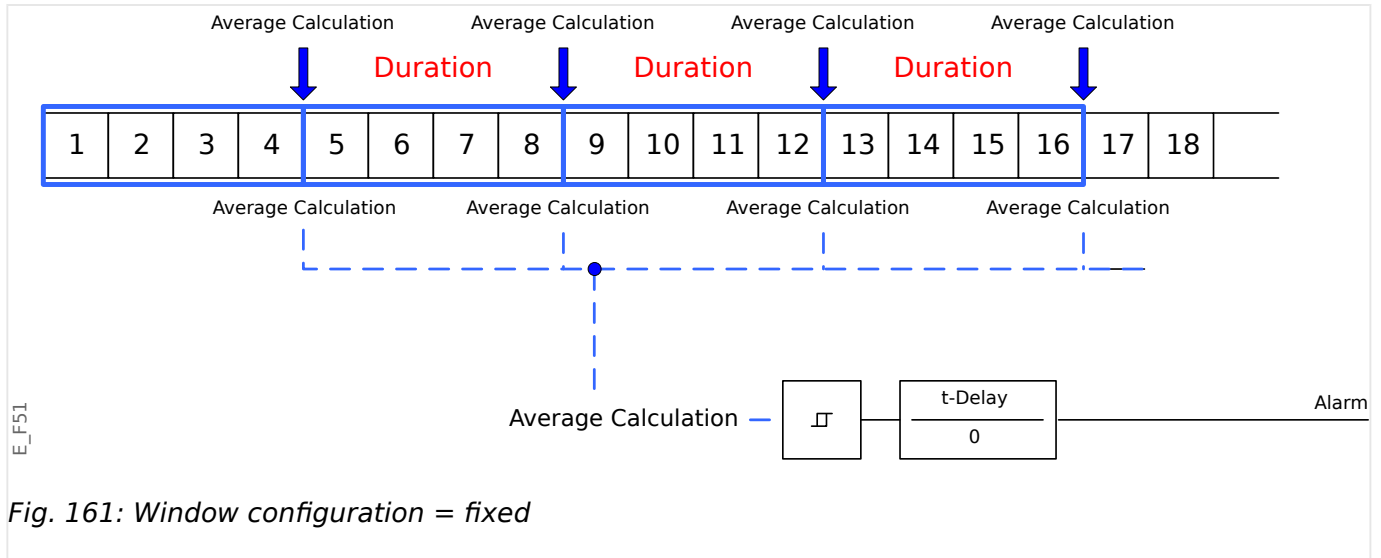 Average Calculation Average Calculation Average Calculation Average Calculation
Duration Duration Duration
1 2 3 4 5 6 7 8 9 10 11 12 13 14 15 16 17 18
Average Calculation Average Calculation Average Calculation Average Calculation
Average Calculation
t-Delay
0
Alarm
E_F51
Fig. 161: Window configuration = fixed